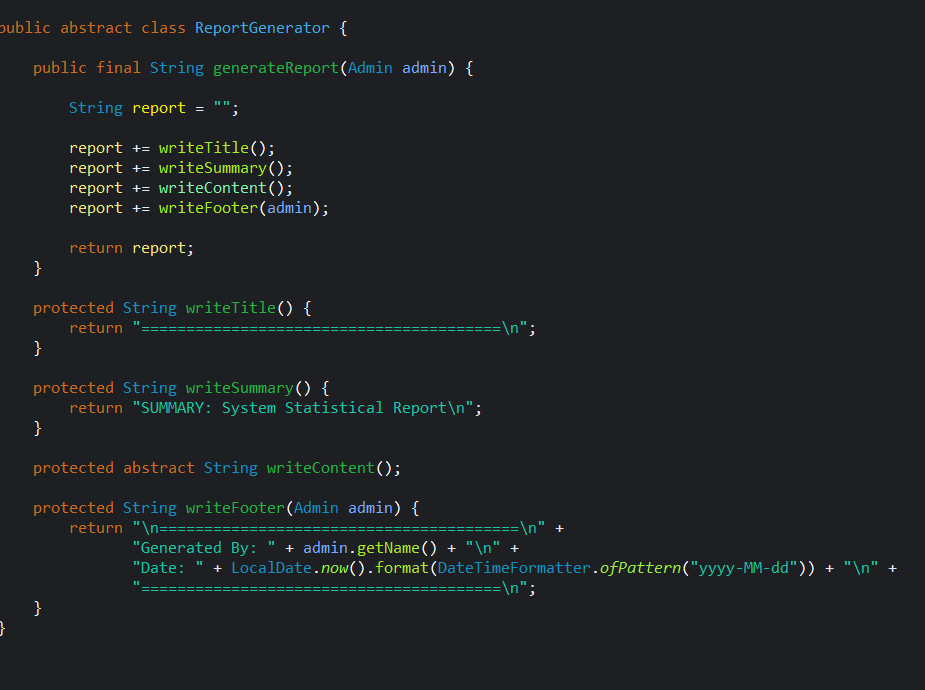 public abstract class ReportGenerator {
public final String generateReport(Admin admin) {
String report = "";
report += writeTitle();
report += writeSummary();
report += writeContent();
report += writeFooter(admin);
return report;
}
protected String writeTitle() {
return "========================================\n";
}
protected String writeSummary() {
return "SUMMARY: System Statistical Report\n";
}
protected abstract String writeContent();
protected String writeFooter(Admin admin) {
return "\n========================================\n" +
"Generated By: " + admin.getName() + "\n" +
"Date: " + LocalDate.now().format(DateTimeFormatter.ofPattern("yyyy-MM-dd")) + "\n" +
"========================================\n";
}
}